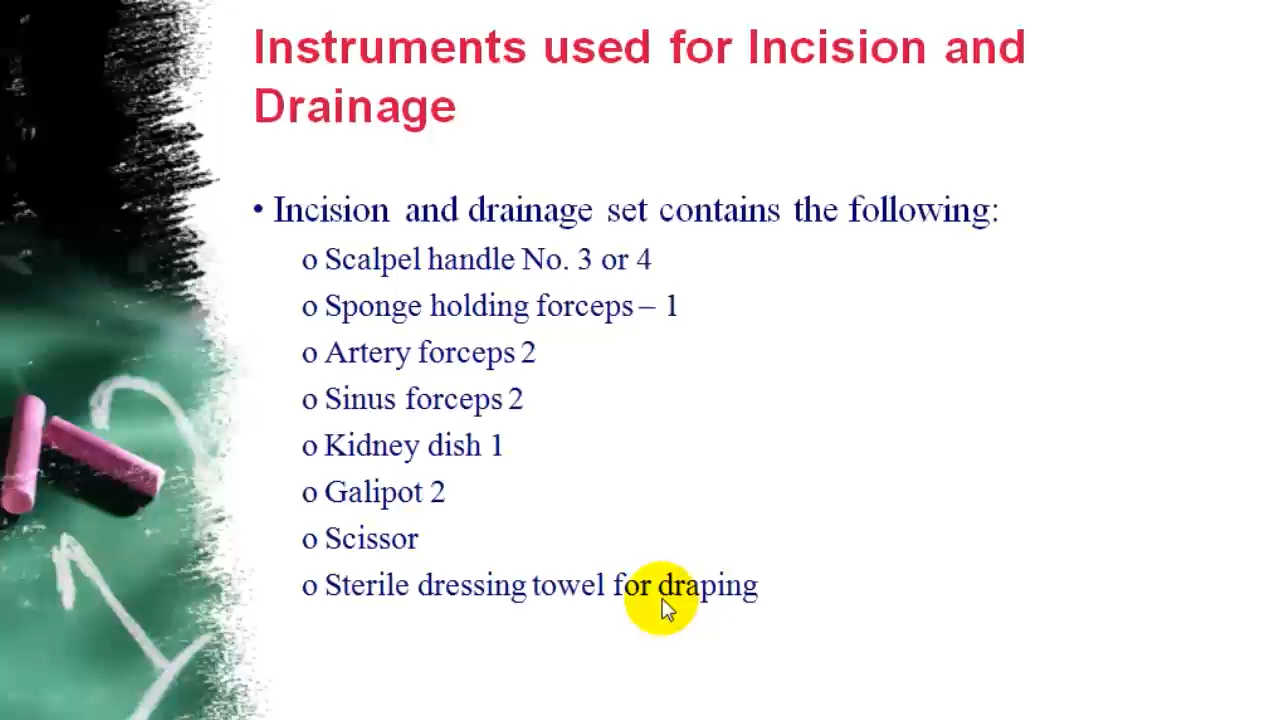 Instruments used for Incision and
Drainage
• Incision and drainage set contains the following:
o Scalpel handle No. 3 or 4
o Sponge holding forceps – 1
o Artery forceps 2
o Sinus forceps 2
o Kidney dish 1
o Galipot 2
o Scissor
o Sterile dressing towel for draping